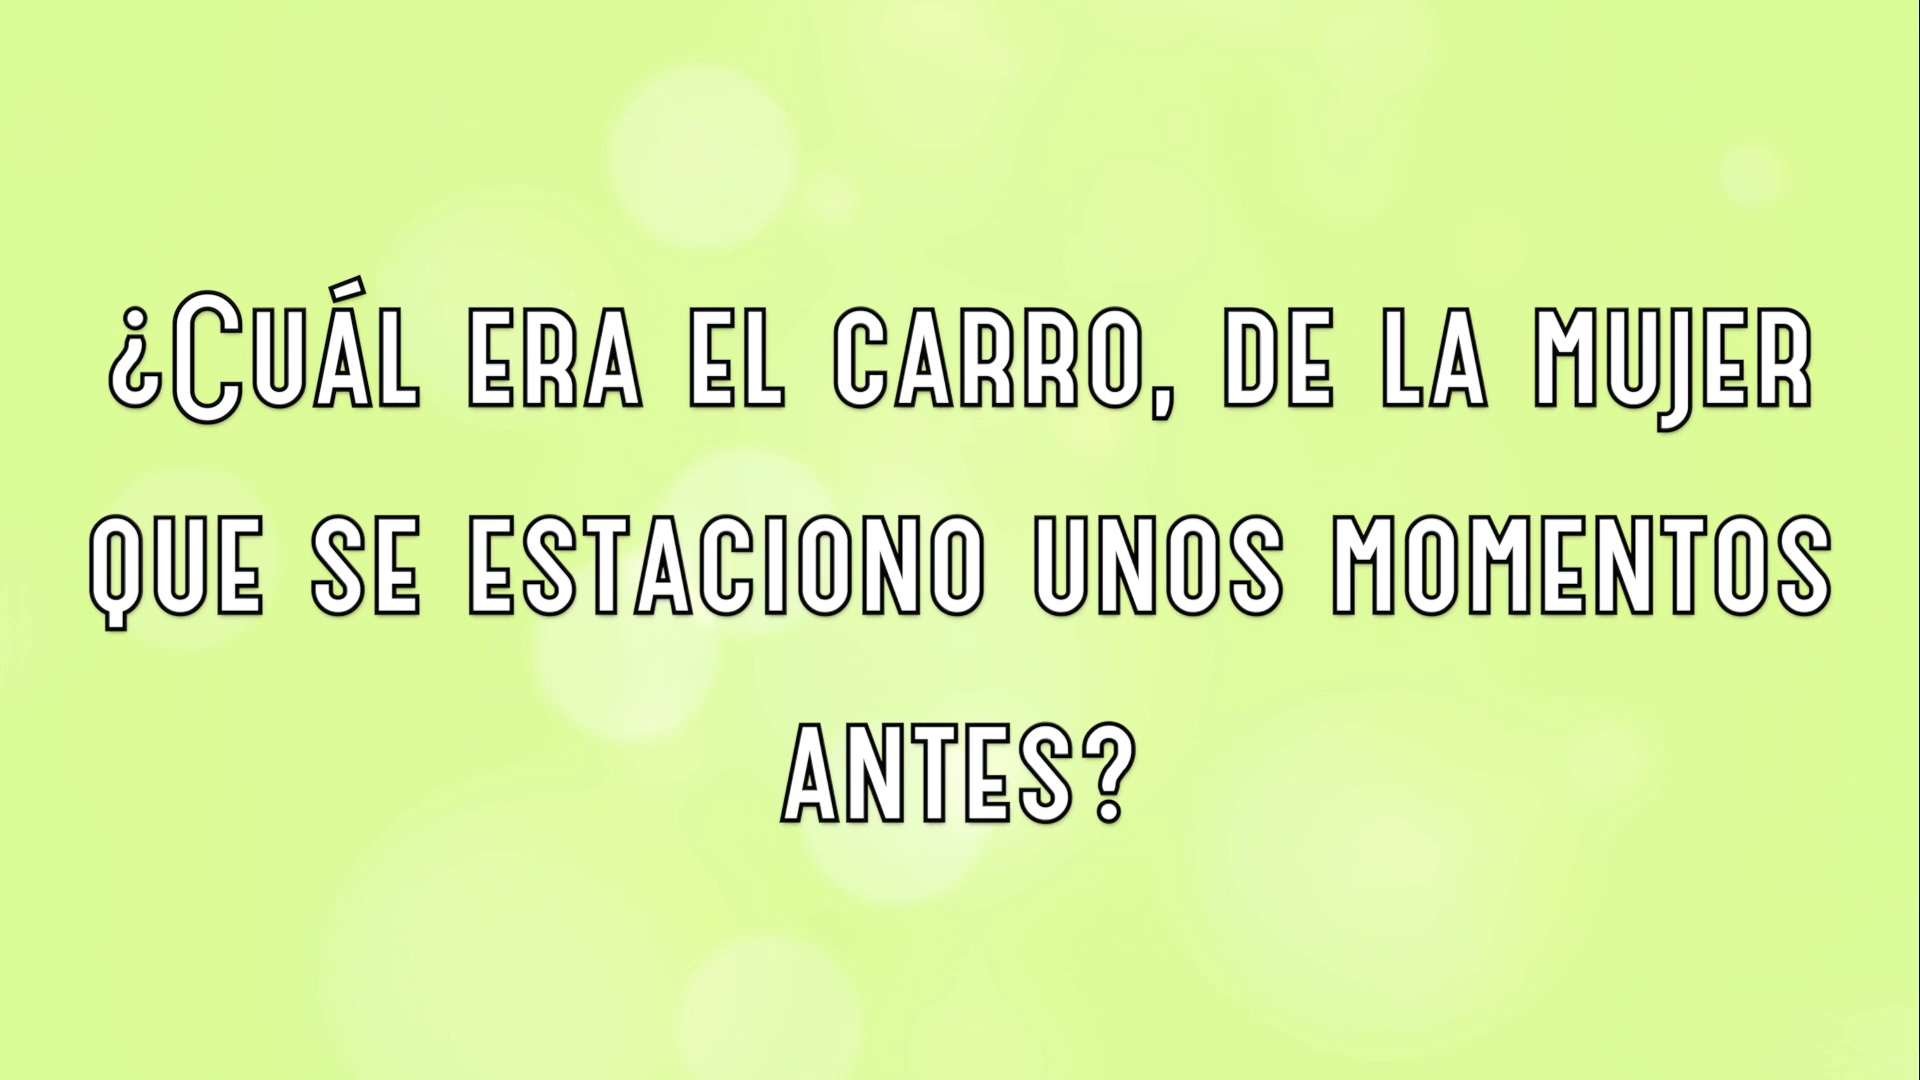 ¿Cuál era el carro, de la mujer
que se estaciono unos momentos
antes?